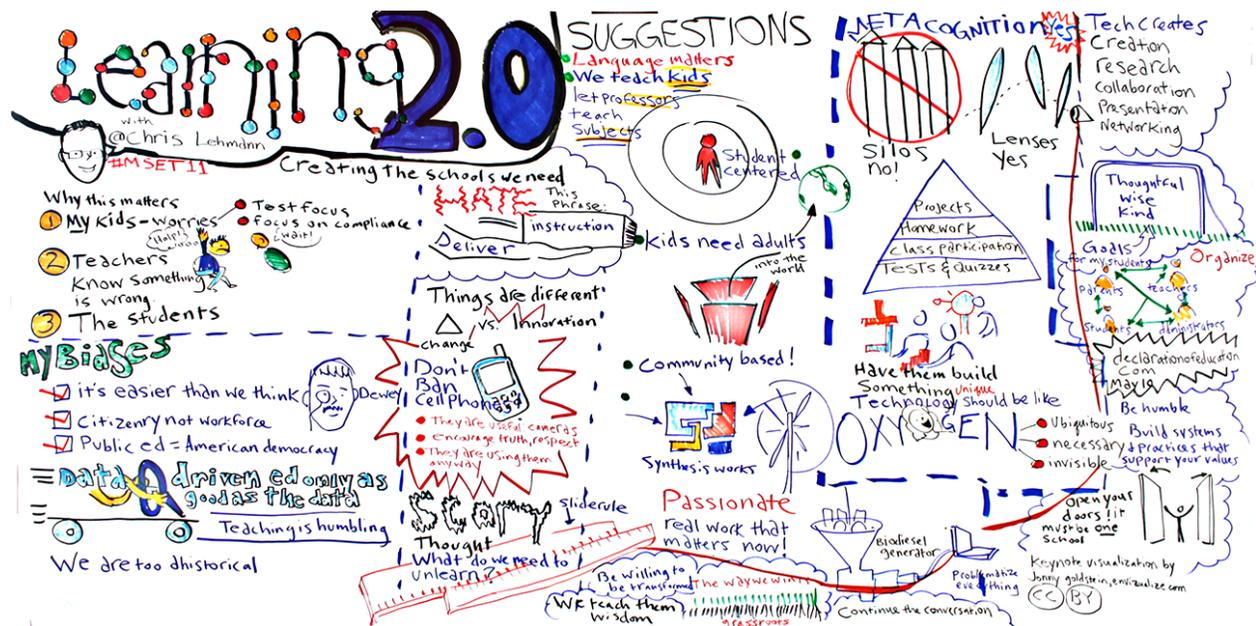 Learning 2.0
with
@Chris Lehmann
#MSET11
Creating the schools we need
Why this matters
1 My kids - worries
Test focus
focus on compliance
Help!
wait!
2 Teachers
Know something
is wrong.
3 The Students
My Biases
it's easier than we think
Dewey
Citizenry not workforce
Public ed = American democracy
Data driven ed only as
good as the data
Teaching is humbling
We are too ahistorical
HATE
This
Phrase:
Deliver
instruction
Things are different
change
vs. Innovation
Don't
Ban
Cell Phones
They are useful cameras
Encourage truth, respect
They are using them
anyway
Scary
Thought
What do we need to
unlearn?
sliderule
SUGGESTIONS
Language matters
We teach kids
let professors
teach
Subjects
Student
centered
Kids need adults
into the
world
Community based!
Synthesis works
Passionate
real work that
matters now!
Be willing to
be transformed
We teach them
wisdom
The way we win!!
grassroots
METACOGNITION
Yes
Silos
no!
Lenses
Yes
Projects
Homework
class participation
Tests & Quizzes
Have them build
Something unique
Technology should be like
OXYGEN
Ubiquitous
necessary
invisible
Biodiesel
generator
Problematize
everything
Continue the conversation
Tech Creates
Creation
Research
Collaboration
Presentation
Networking
Thoughtful
Wise
Kind
Goals
for my students
Organize
Parents
teachers
Students
administrators
declarationofeducation.
com
May 10
Be humble
Build systems
& practices that
support your values
Open your
doors | it
must be one
School
Keynote visualization by
Jonny goldstein, envizualize.com
CC BY